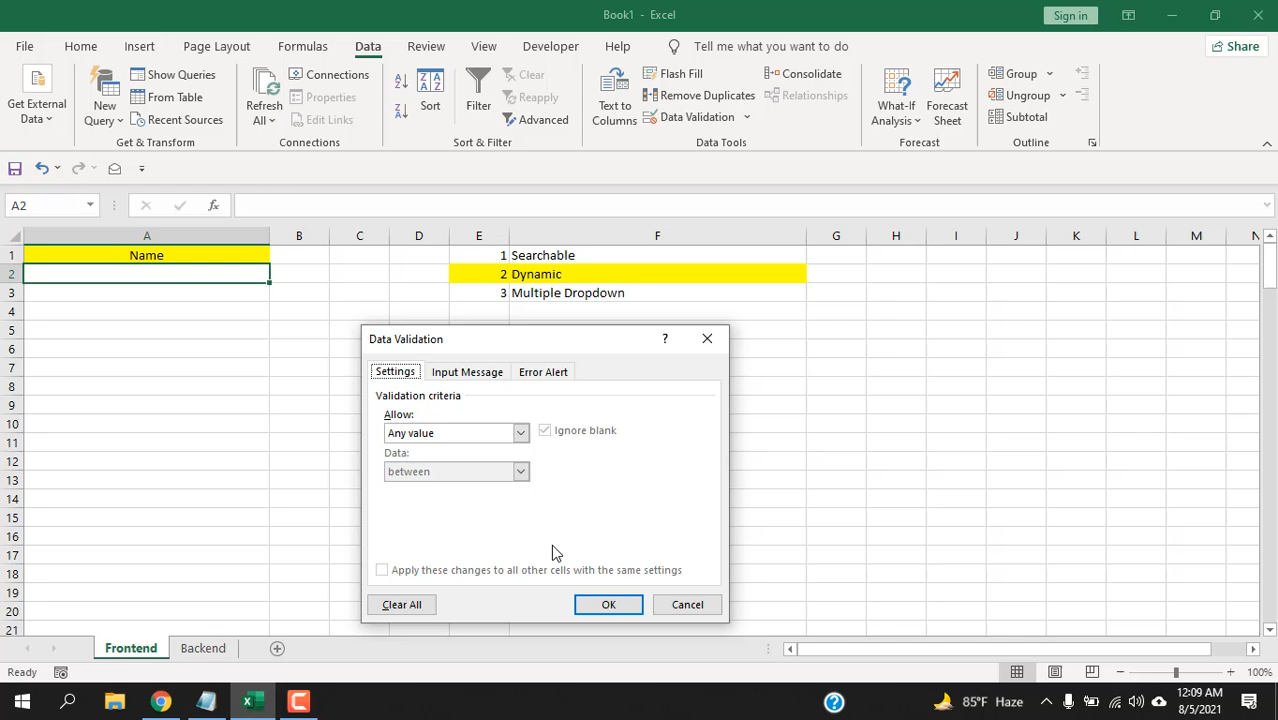 Book1 - Excel
Sign in
File Home Insert Page Layout Formulas Data Review View Developer Help Tell me what you want to do Share
Get External Data
New Query
Show Queries
From Table
Recent Sources
Get & Transform
Refresh All
Connections
Properties
Edit Links
Connections
Sort
Filter
Clear
Reapply
Advanced
Sort & Filter
Text to Columns
Flash Fill
Remove Duplicates
Data Validation
Consolidate
Relationships
Data Tools
What-If Analysis
Forecast Sheet
Forecast
Group
Ungroup
Subtotal
Outline
A2
fx
A B C D E F G H I J K L M N
1 Name 1 Searchable
2 2 Dynamic
3 3 Multiple Dropdown
4
5
6
7
8
9
10
11
12
13
14
15
16
17
18
19
20
21
Data Validation ?
Settings Input Message Error Alert
Validation criteria
Allow:
Any value
Ignore blank
Data:
between
Apply these changes to all other cells with the same settings
Clear All OK Cancel
Frontend Backend
Ready
100%
85°F Haze
12:09 AM
8/5/2021